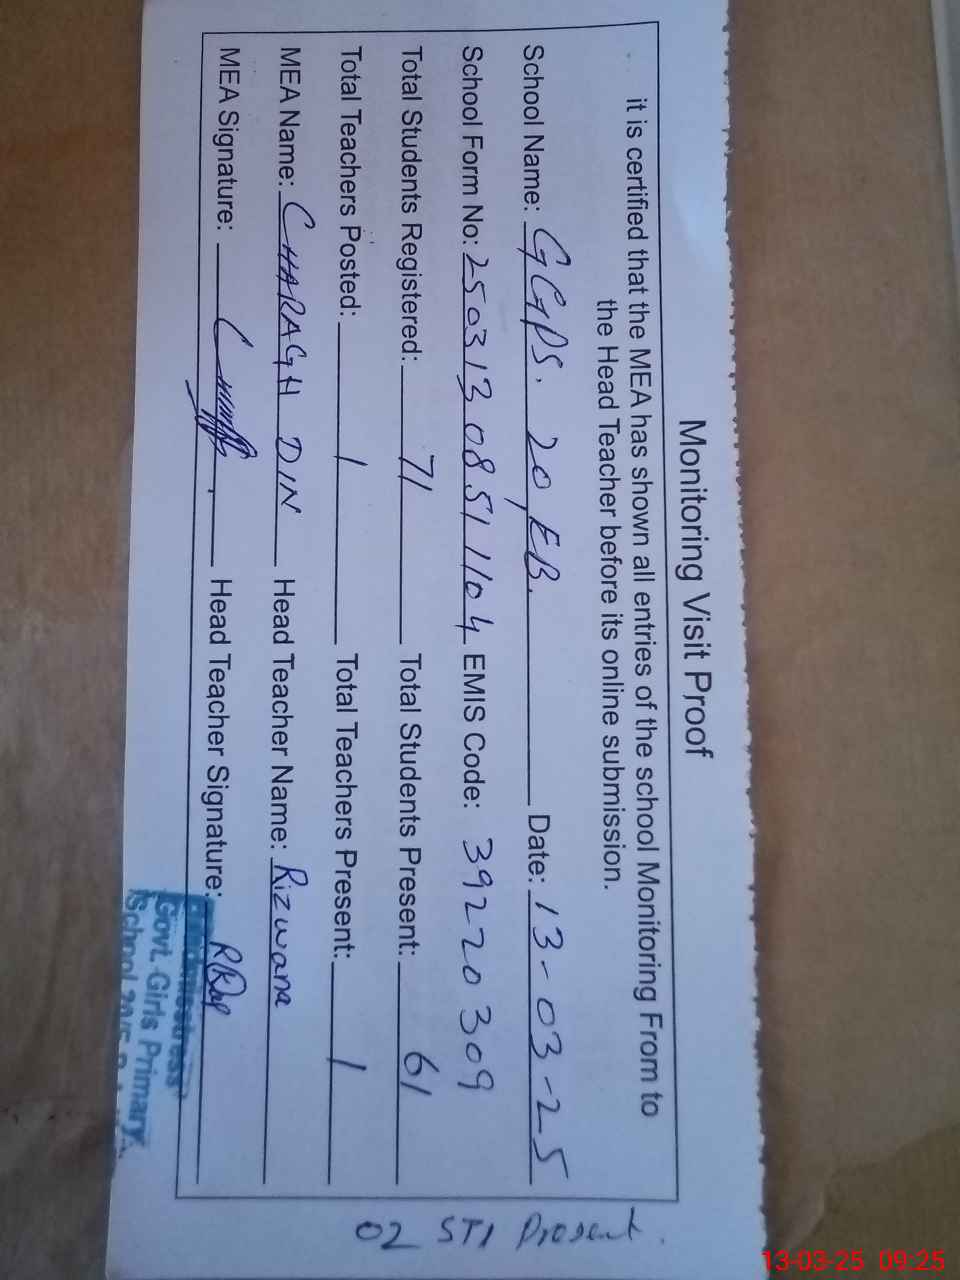 Monitoring Visit Proof
it is certified that the MEA has shown all entries of the school Monitoring From to
the Head Teacher before its online submission.
School Name: GGPS. 20/EB. Date: 13-03-25
School Form No: 25031308511104 EMIS Code: 39220309
Total Students Registered: 71 Total Students Present: 61
Total Teachers Posted: 1 Total Teachers Present: 1
MEA Name: CHARAGH DIN Head Teacher Name: Rizwana
MEA Signature: Head Teacher Signature:
Headmistress
Govt. Girls Primary
School 20/E.B
02 STI Present.
13-03-25 09:25